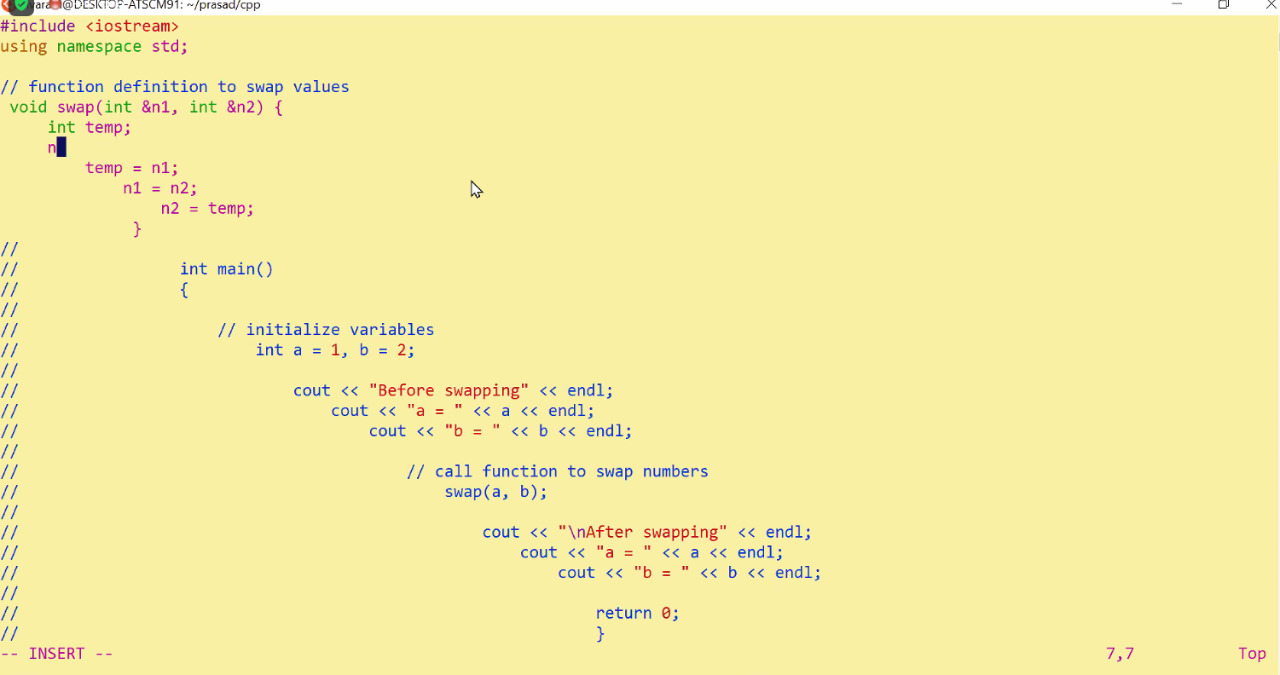 @DESKTOP-ATSCM91: ~/prasad/cpp
#include <iostream>
using namespace std;
// function definition to swap values
void swap(int &n1, int &n2) {
int temp;
n
temp = n1;
n1 = n2;
n2 = temp;
}
//
// int main()
// {
//
// // initialize variables
// int a = 1, b = 2;
//
// cout << "Before swapping" << endl;
// cout << "a = " << a << endl;
// cout << "b = " << b << endl;
//
// // call function to swap numbers
// swap(a, b);
//
// cout << "\nAfter swapping" << endl;
// cout << "a = " << a << endl;
// cout << "b = " << b << endl;
//
// return 0;
// }
-- INSERT -- 7,7 Top